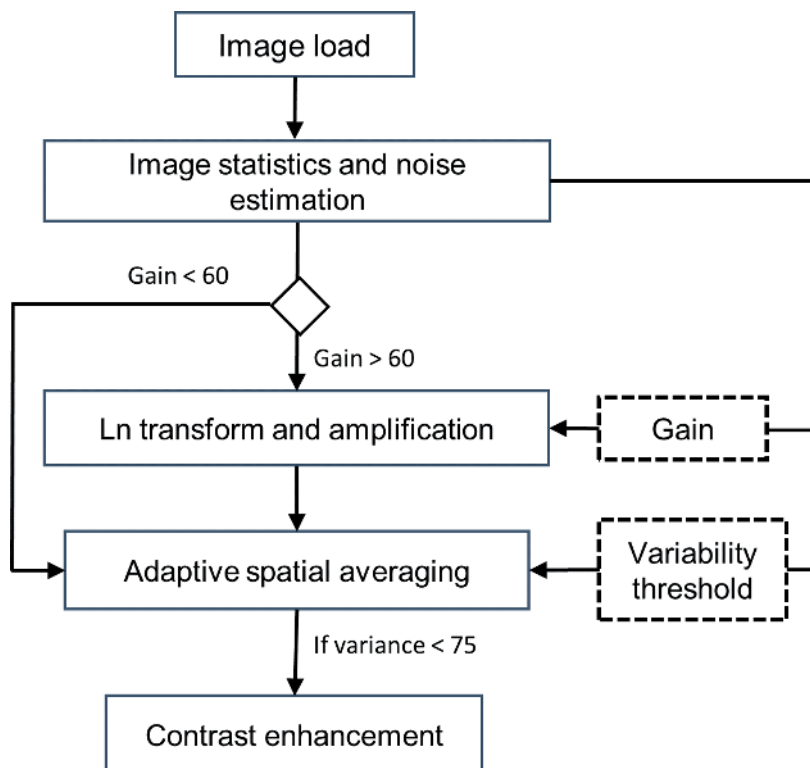 Image load
Image statistics and noise
estimation
Gain < 60
Gain > 60
Ln transform and amplification
Gain
Adaptive spatial averaging
Variability
threshold
If variance < 75
Contrast enhancement